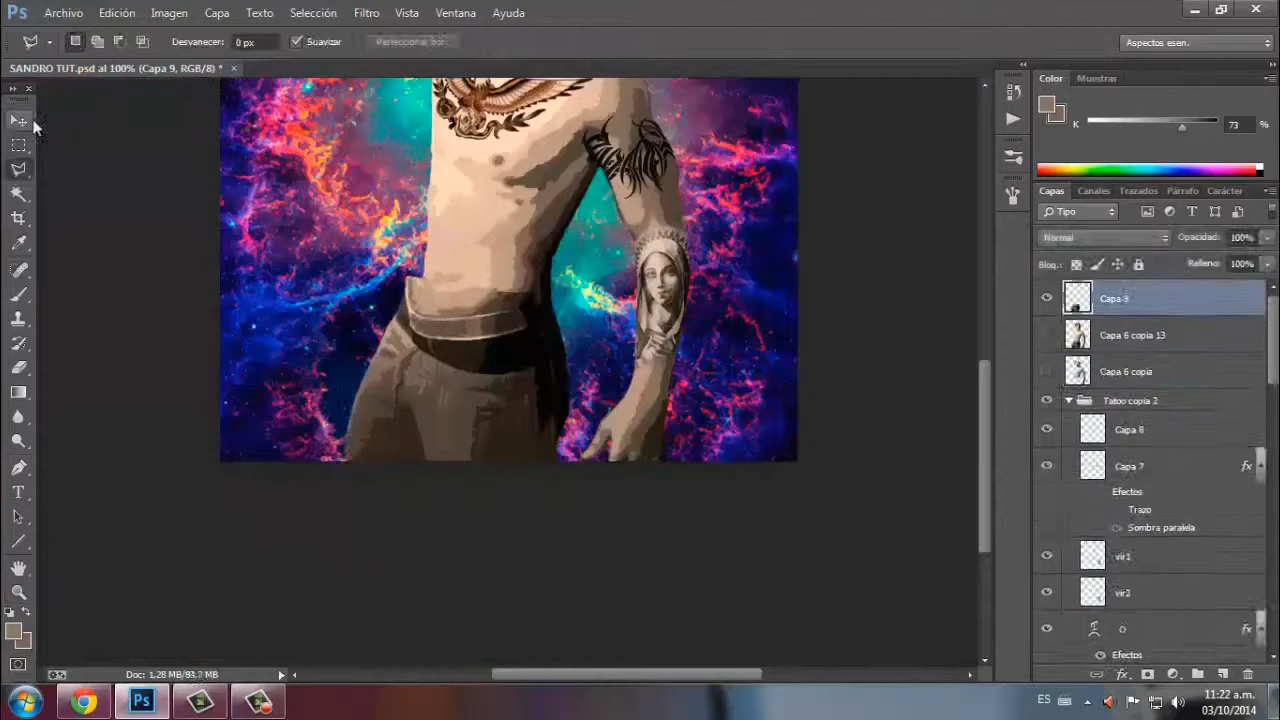 Ps Archivo Edición Imagen Capa Texto Selección Filtro Vista Ventana Ayuda
Desvanecer: 0 px Suavizar Aspectos esen.
SANDRO TUT.psd al 100% (Capa 9, RGB/8) *
Color Muestras
K 73 %
Capas Canales Trazados Párrafo Carácter
Tipo
Normal Opacidad: 100%
Bloq.: Relleno: 100%
Capa 9
Capa 6 copia 13
Capa 6 copia
Tatoo copia 2
Capa 8
Capa 7 fx
Efectos
Trazo
Sombra paralela
vir1
vir2
fx
Efectos
Doc: 1,28 MB/83,2 MB
ES 11:22 a.m.
03/10/2014